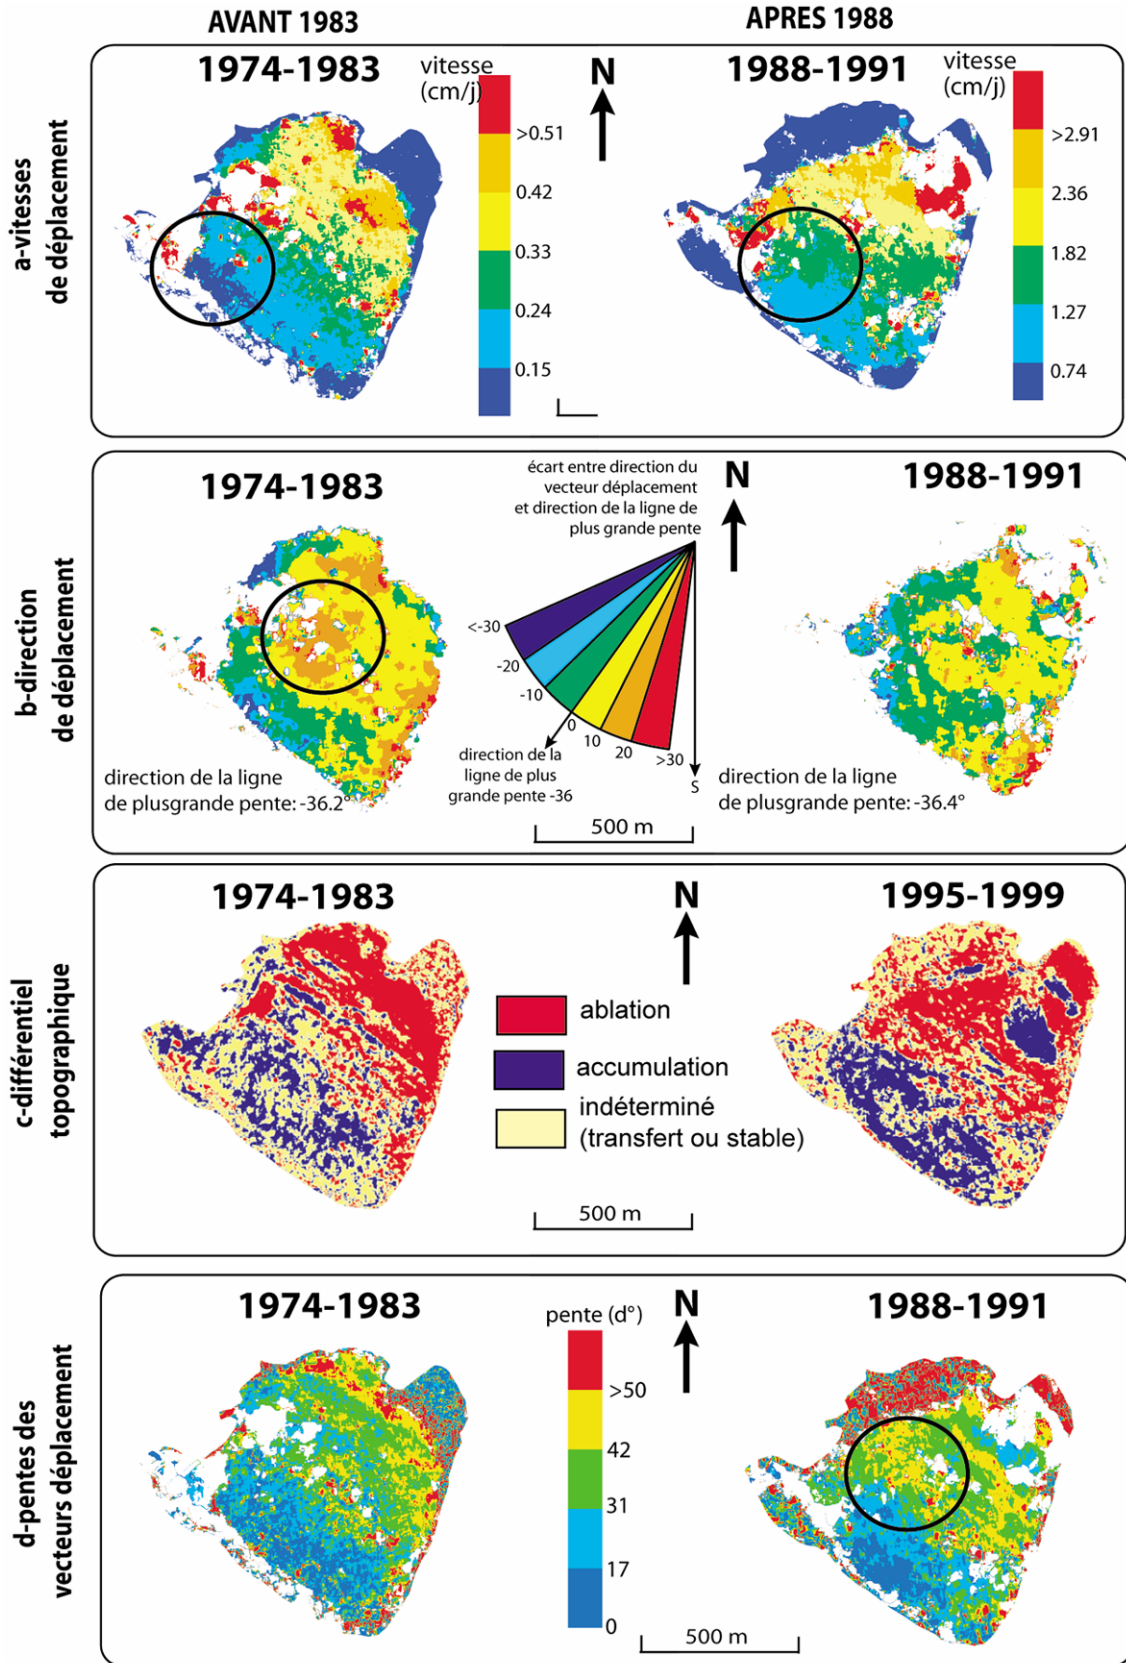 AVANT 1983
APRES 1988
a-vitesses
de déplacement
1974-1983
vitesse
(cm/j)
>0.51
0.42
0.33
0.24
0.15
N
1988-1991
vitesse
(cm/j)
>2.91
2.36
1.82
1.27
0.74
b-direction
de déplacement
1974-1983
écart entre direction du
vecteur déplacement
et direction de la ligne de
plus grande pente
N
1988-1991
<-30
-20
-10
0
10
20
>30
S
direction de la
ligne de plus
grande pente -36
direction de la ligne
de plusgrande pente: -36.2°
direction de la ligne
de plusgrande pente: -36.4°
500 m
c-différentiel
topographique
1974-1983
N
1995-1999
ablation
accumulation
indéterminé
(transfert ou stable)
500 m
d-pentes des
vecteurs déplacement
1974-1983
pente (d°)
>50
42
31
17
0
N
1988-1991
500 m